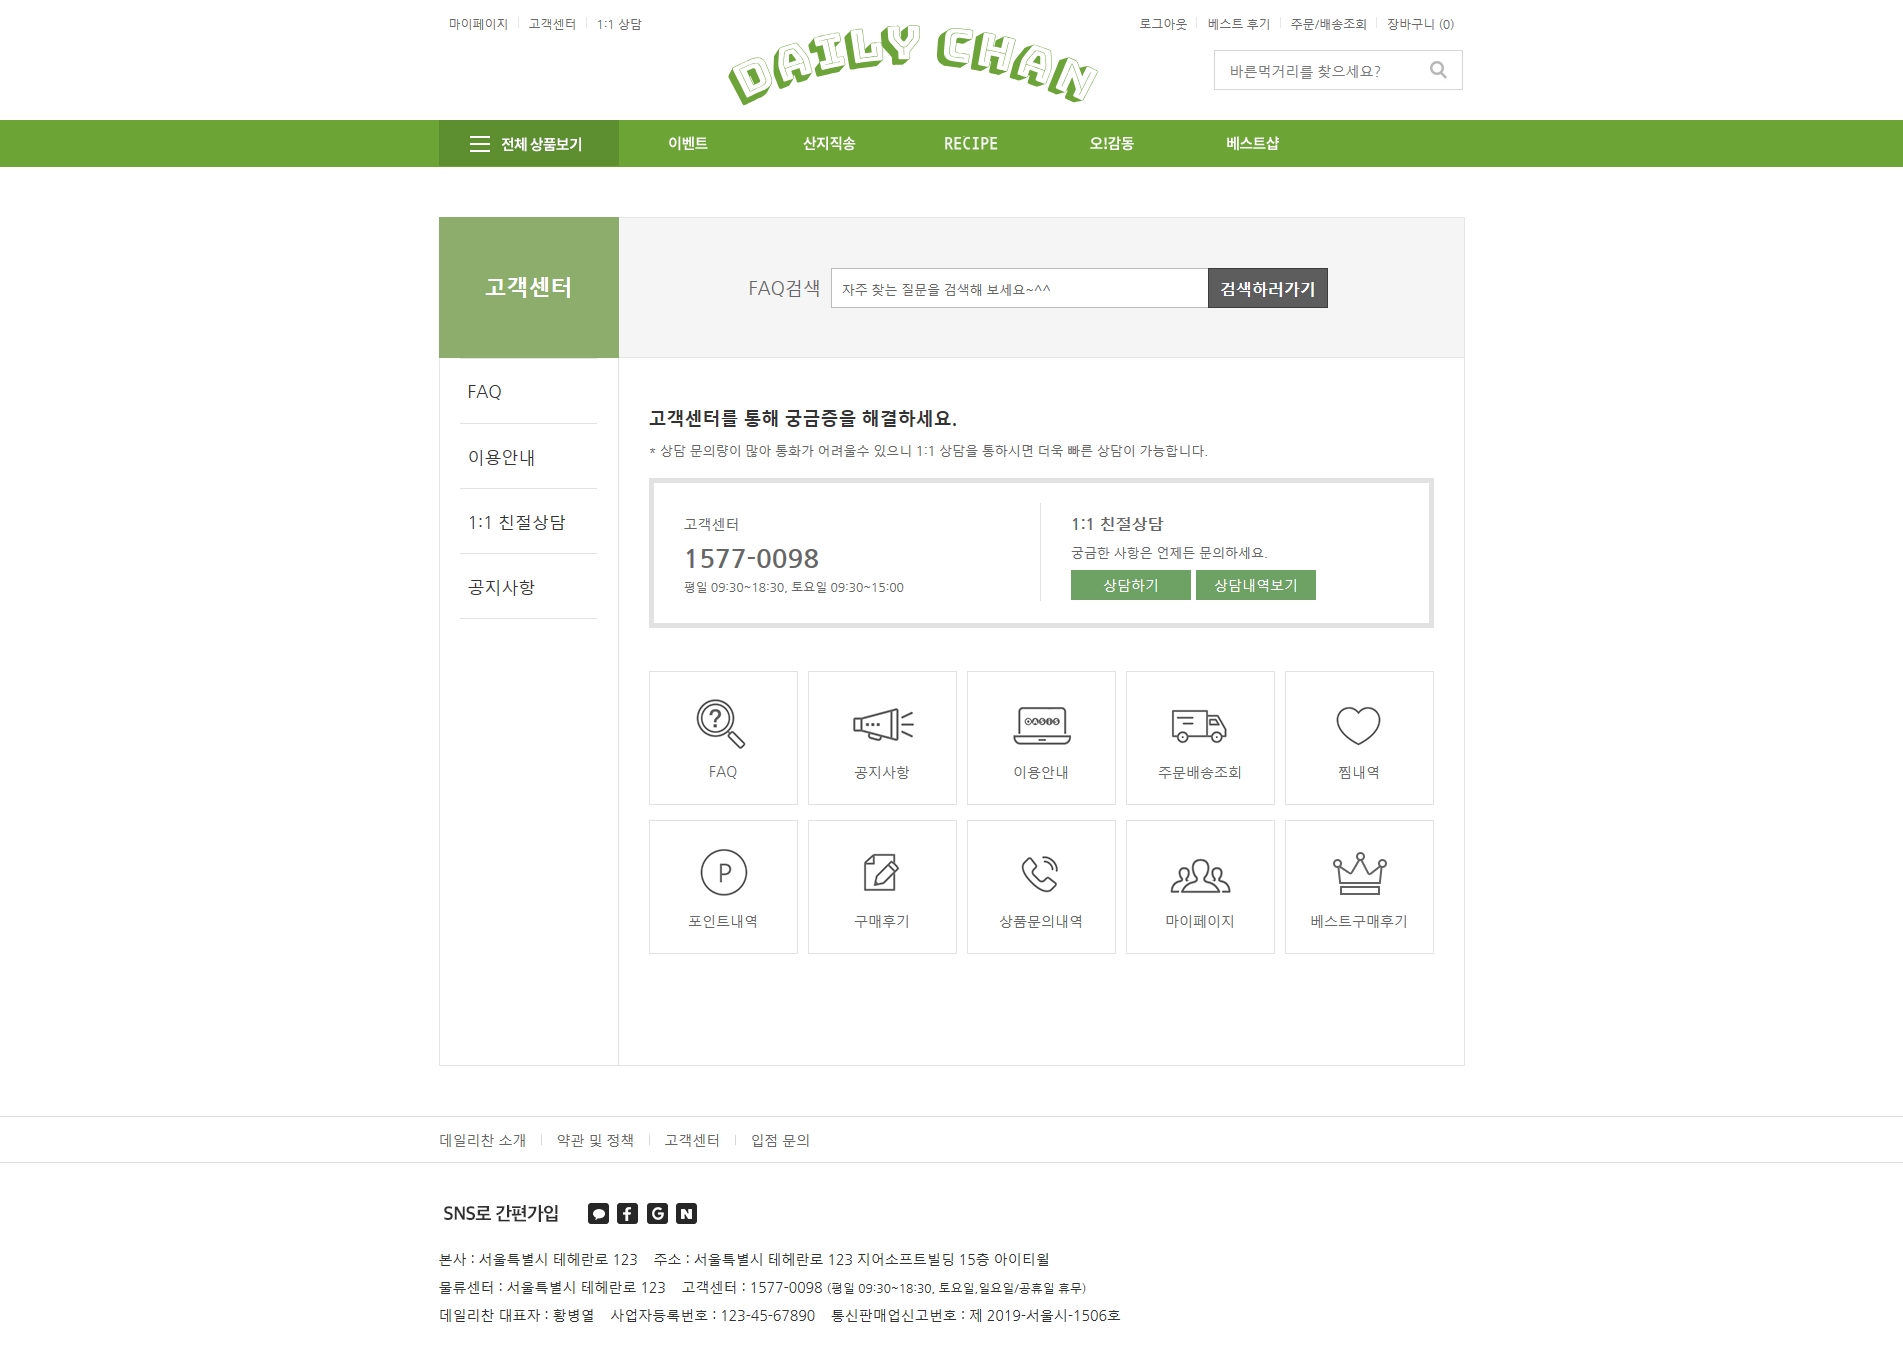 마이페이지 고객센터 1:1 상담
로그아웃 베스트 후기 주문/배송조회 장바구니 (0)
DAILY CHAN
바른먹거리를 찾으세요?
전체 상품보기 이벤트 산지직송 RECIPE 오!감동 베스트샵
고객센터
FAQ검색 자주 찾는 질문을 검색해 보세요~^^ 검색하러가기
FAQ
이용안내
1:1 친절상담
공지사항
고객센터를 통해 궁금증을 해결하세요.
* 상담 문의량이 많아 통화가 어려울수 있으니 1:1 상담을 통하시면 더욱 빠른 상담이 가능합니다.
고객센터
1577-0098
평일 09:30~18:30, 토요일 09:30~15:00
1:1 친절상담
궁금한 사항은 언제든 문의하세요.
상담하기 상담내역보기
? OASIS
FAQ 공지사항 이용안내 주문배송조회 찜내역
P
포인트내역 구매후기 상품문의내역 마이페이지 베스트구매후기
데일리찬 소개 약관 및 정책 고객센터 입점 문의
SNS로 간편가입 f G N
본사 : 서울특별시 테헤란로 123 주소 : 서울특별시 테헤란로 123 지어소프트빌딩 15층 아이티윌
물류센터 : 서울특별시 테헤란로 123 고객센터 : 1577-0098 (평일 09:30~18:30, 토요일,일요일/공휴일 휴무)
데일리찬 대표자 : 황병열 사업자등록번호 : 123-45-67890 통신판매업신고번호 : 제 2019-서울시-1506호